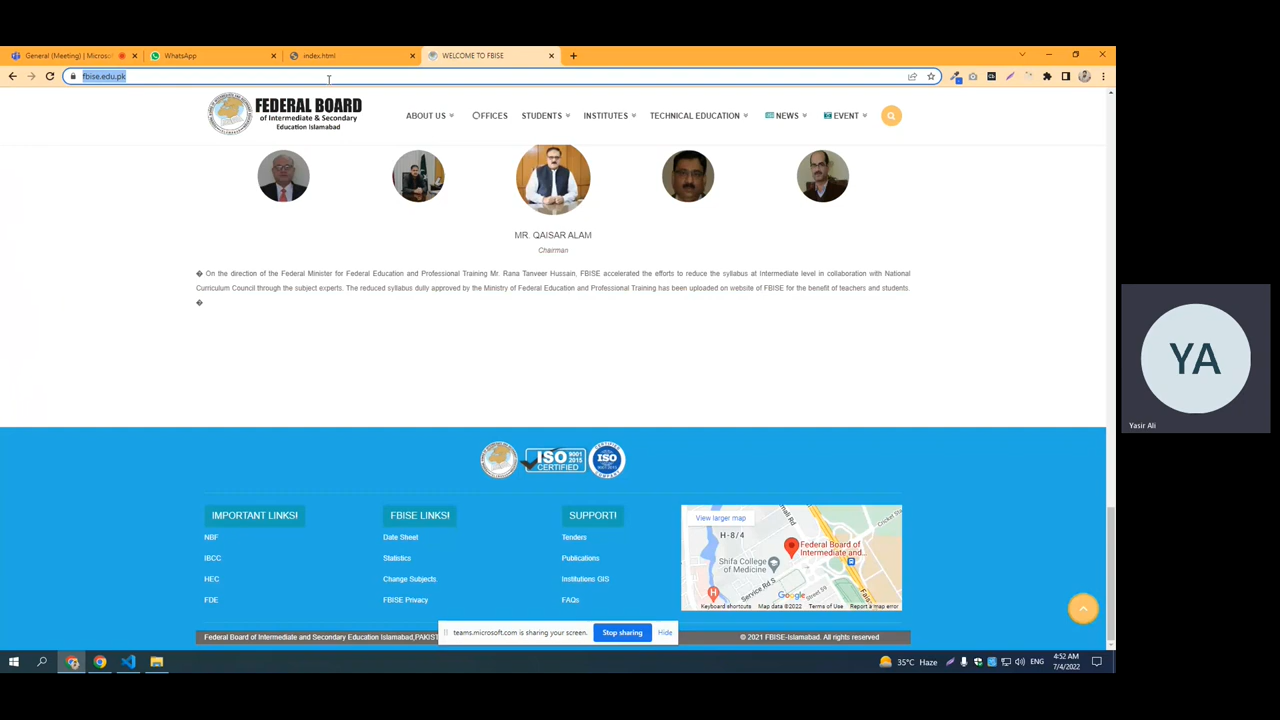 General (Meeting) | Micros
WhatsApp
index.html
WELCOME TO FBISE
fbise.edu.pk
FEDERAL BOARD
of Intermediate & Secondary
Education Islamabad
ABOUT US
OFFICES
STUDENTS
INSTITUTES
TECHNICAL EDUCATION
NEWS
EVENT
MR. QAISAR ALAM
Chairman
� On the direction of the Federal Minister for Federal Education and Professional Training Mr. Rana Tanveer Hussain, FBISE accelerated the efforts to reduce the syllabus at Intermediate level in collaboration with National
Curriculum Council through the subject experts. The reduced syllabus dully approved by the Ministry of Federal Education and Professional Training has been uploaded on website of FBISE for the benefit of teachers and students.
�
YA
Yasir Ali
ISO 9001 2015
CERTIFIED
ISO
IMPORTANT LINKS!
NBF
IBCC
HEC
FDE
FBISE LINKS!
Date Sheet
Statistics
Change Subjects.
FBISE Privacy
SUPPORT!
Tenders
Publications
Institutions GIS
FAQs
View larger map
H-8/4
Shifa College
of Medicine
Service Rd S
Street 59
Federal Board of
Intermediate and...
Google
Keyboard shortcuts
Map data ©2022
Terms of Use
Report a map error
Federal Board of Intermediate and Secondary Education Islamabad,PAKIST
teams.microsoft.com is sharing your screen.
Stop sharing
Hide
© 2021 FBISE-Islamabad. All rights reserved
35°C Haze
ENG
4:52 AM
7/4/2022